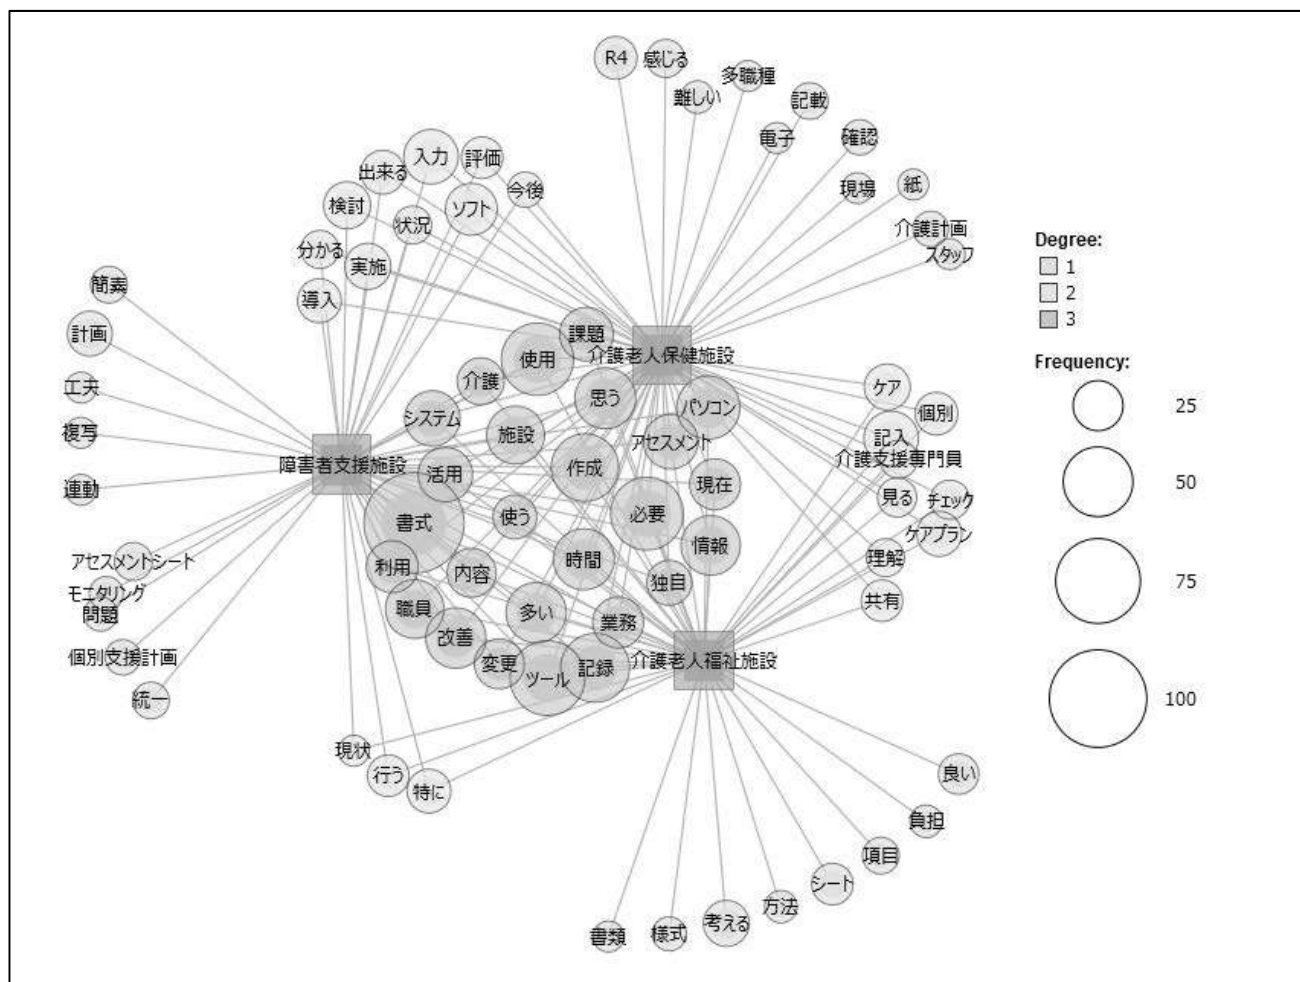 R4
感じる
難しい
多職種
電子
記載
確認
現場
紙
介護計画
スタッフ
入力
評価
出来る
今後
検討
ソフト
状況
分かる
実施
導入
簡素
計画
工夫
複写
連動
アセスメントシート
モニタリング
問題
個別支援計画
統一
障害者支援施設
介護老人保健施設
介護老人福祉施設
課題
使用
介護
思う
パソコン
システム
施設
アセスメント
活用
作成
現在
書式
使う
必要
利用
内容
時間
情報
独自
職員
改善
多い
業務
変更
ツール
記録
ケア
個別
記入
介護支援専門員
見る
チェック
ケアプラン
理解
共有
現状
行う
特に
良い
負担
項目
シート
方法
考える
様式
書類
Degree:
1
2
3
Frequency:
25
50
75
100